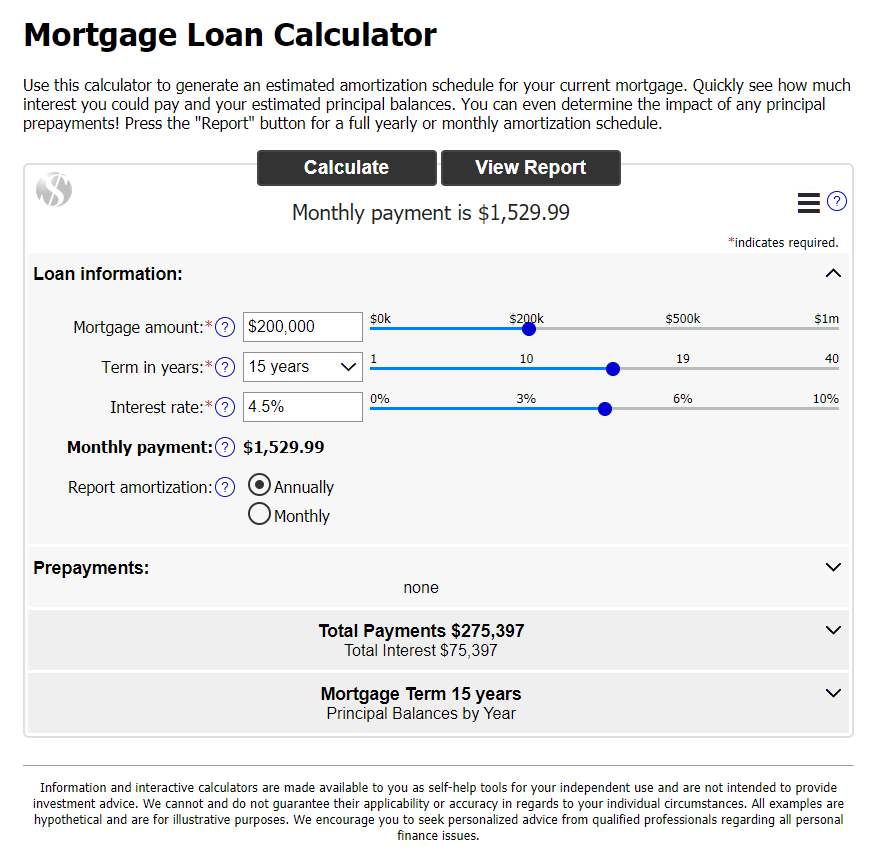 Mortgage Loan Calculator
Use this calculator to generate an estimated amortization schedule for your current mortgage. Quickly see how much
interest you could pay and your estimated principal balances. You can even determine the impact of any principal
prepayments! Press the "Report" button for a full yearly or monthly amortization schedule.
Calculate View Report
$
Monthly payment is $1,529.99 ?
*indicates required.
Loan information:
Mortgage amount:* ? $200,000 $0k $200k $500k $1m
Term in years:* ? 15 years 1 10 19 40
Interest rate:* ? 4.5% 0% 3% 6% 10%
Monthly payment: ? $1,529.99
Report amortization: ? Annually
Monthly
Prepayments:
none
Total Payments $275,397
Total Interest $75,397
Mortgage Term 15 years
Principal Balances by Year
Information and interactive calculators are made available to you as self-help tools for your independent use and are not intended to provide
investment advice. We cannot and do not guarantee their applicability or accuracy in regards to your individual circumstances. All examples are
hypothetical and are for illustrative purposes. We encourage you to seek personalized advice from qualified professionals regarding all personal
finance issues.